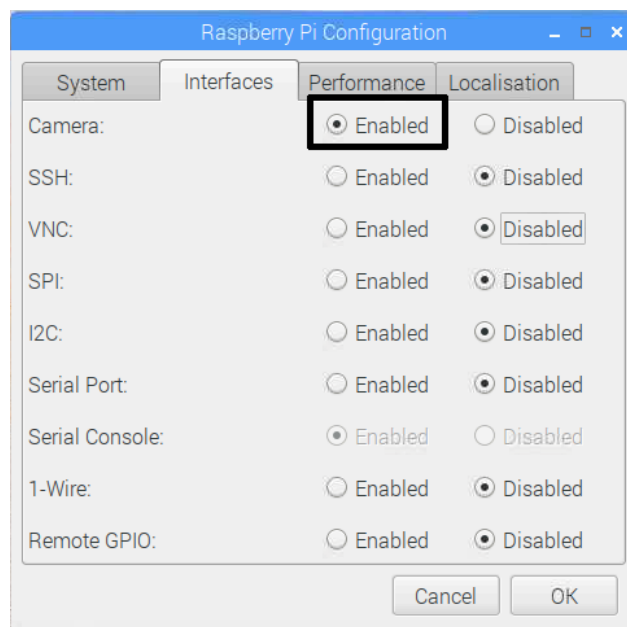 Raspberry Pi Configuration
System Interfaces Performance Localisation
Camera: Enabled Disabled
SSH: Enabled Disabled
VNC: Enabled Disabled
SPI: Enabled Disabled
I2C: Enabled Disabled
Serial Port: Enabled Disabled
Serial Console: Enabled Disabled
1-Wire: Enabled Disabled
Remote GPIO: Enabled Disabled
Cancel OK